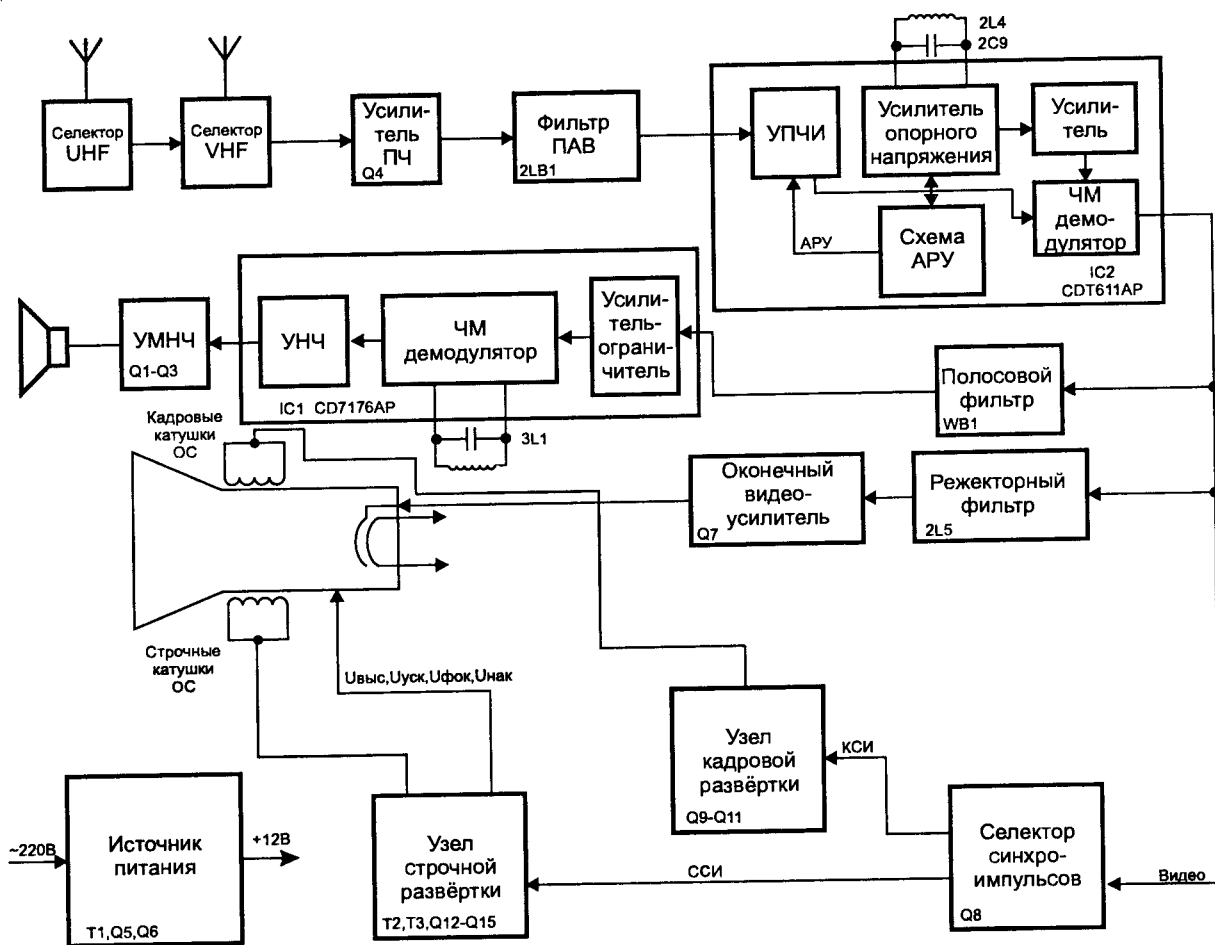 2L4
2C9
Селектор
UHF
Селектор
VHF
Усили-
тель
ПЧ
Q4
Фильтр
ПАВ
2LB1
УПЧИ
Усилитель
опорного
напряжения
Усили-
тель
ЧМ
демо-
дулятор
АРУ
Схема
АРУ
IC2
CDT611AP
УМНЧ
Q1-Q3
УНЧ
ЧМ
демодулятор
Усили-
тель-
ограни-
читель
IC1 CD7176AP
3L1
Полосовой
фильтр
WB1
Кадровые
катушки
ОС
Оконечный
видео-
усилитель
Q7
Режекторный
фильтр
2L5
Строчные
катушки
ОС
Uвыс,Uуск,Uфок,Uнак
Узел
кадровой
развёртки
Q9-Q11
КСИ
~220В
Источник
питания
T1,Q5,Q6
+12В
Узел
строчной
развёртки
T2,T3,Q12-Q15
ССИ
Селектор
синхро-
импульсов
Q8
Видео